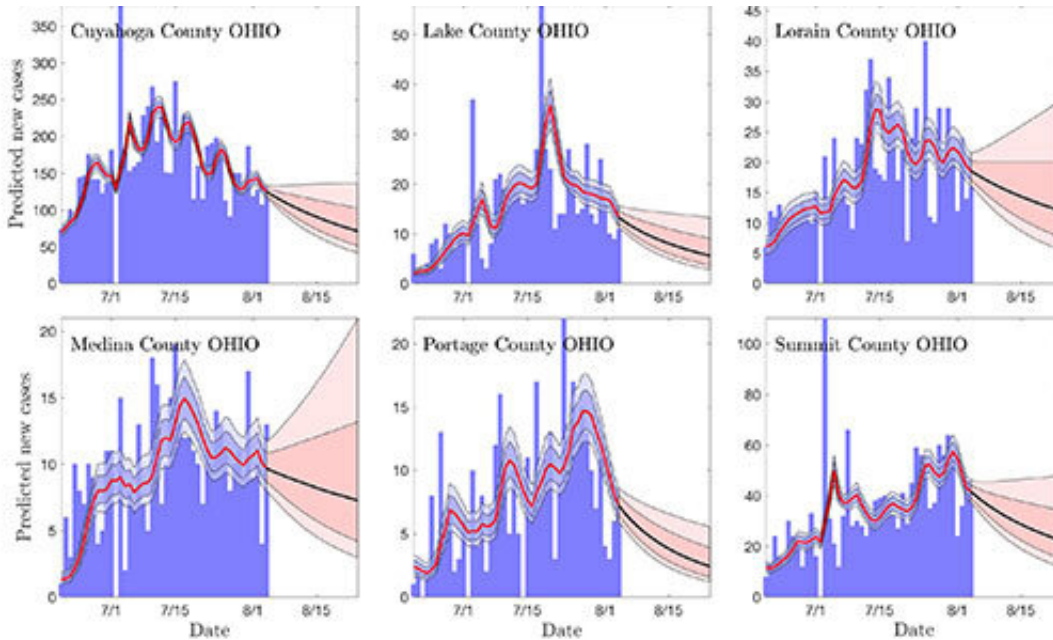 Cuyahoga County OHIO
Lake County OHIO
Lorain County OHIO
Predicted new cases
350
300
250
200
150
100
50
0
7/1 7/15 8/1 8/15
50
40
30
20
10
0
7/1 7/15 8/1 8/15
45
40
35
30
25
20
15
10
5
0
7/1 7/15 8/1 8/15
Medina County OHIO
Portage County OHIO
Summit County OHIO
Predicted new cases
20
15
10
5
0
7/1 7/15 8/1 8/15
Date
20
15
10
5
0
7/1 7/15 8/1 8/15
Date
100
80
60
40
20
0
7/1 7/15 8/1 8/15
Date